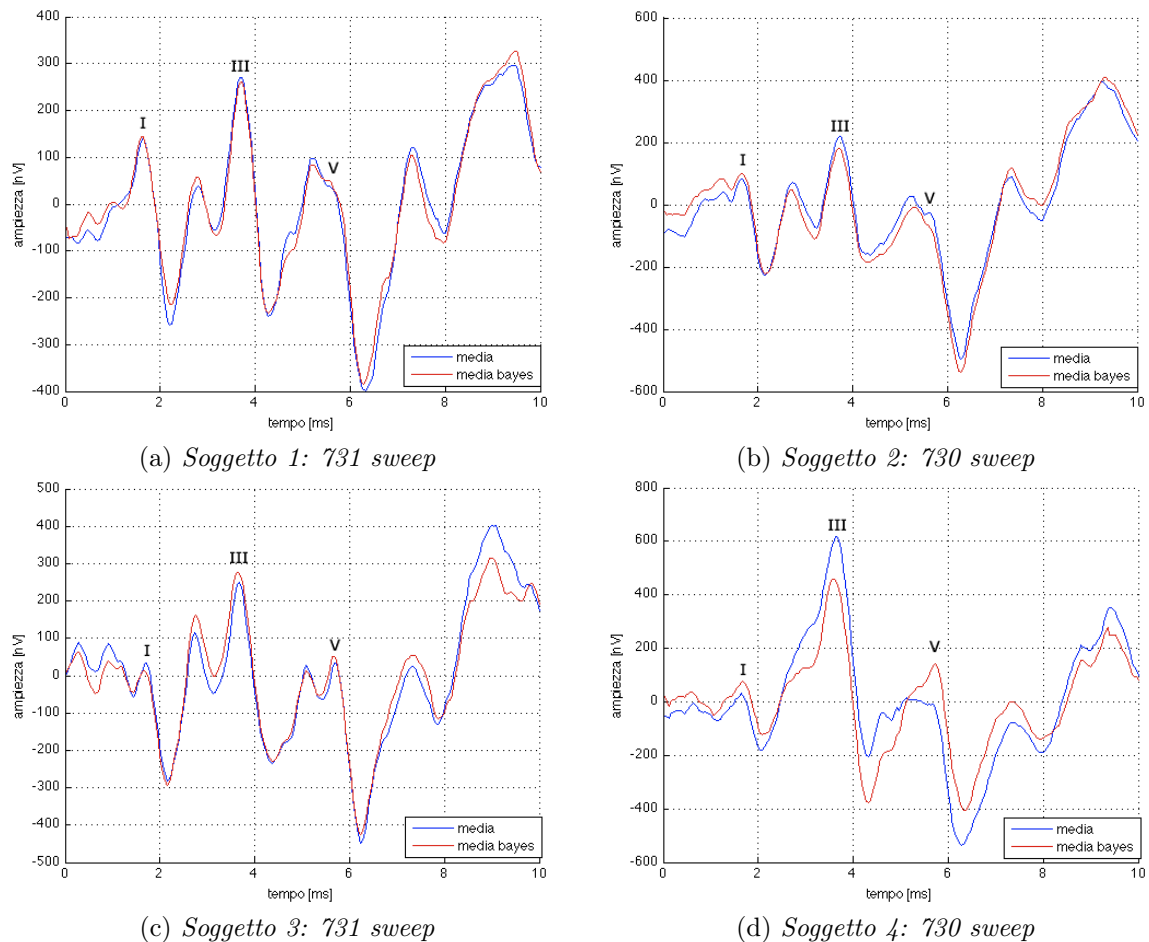 400
300
200
100
0
-100
-200
-300
-400
ampiezza [nV]
I
III
V
media
media bayes
0 2 4 6 8 10
tempo [ms]
(a) Soggetto 1: 731 sweep
600
400
200
0
-200
-400
-600
ampiezza [nV]
I
III
V
media
media bayes
0 2 4 6 8 10
tempo [ms]
(b) Soggetto 2: 730 sweep
500
400
300
200
100
0
-100
-200
-300
-400
-500
ampiezza [nV]
I
III
V
media
media bayes
0 2 4 6 8 10
tempo [ms]
(c) Soggetto 3: 731 sweep
800
600
400
200
0
-200
-400
-600
ampiezza [nV]
I
III
V
media
media bayes
0 2 4 6 8 10
tempo [ms]
(d) Soggetto 4: 730 sweep